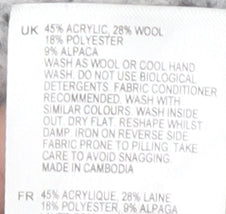 UK 45% ACRYLIC, 28% WOOL
18% POLYESTER
9% ALPACA
WASH AS WOOL OR COOL HAND
WASH. DO NOT USE BIOLOGICAL
DETERGENTS. FABRIC CONDITIONER
RECOMMENDED. WASH WITH
SIMILAR COLOURS. WASH INSIDE
OUT. DRY FLAT. RESHAPE WHILST
DAMP. IRON ON REVERSE SIDE.
FABRIC PRONE TO PILLING. TAKE
CARE TO AVOID SNAGGING.
MADE IN CAMBODIA
FR 45% ACRYLIQUE, 28% LAINE
18% POLYESTER, 9% ALPAGA